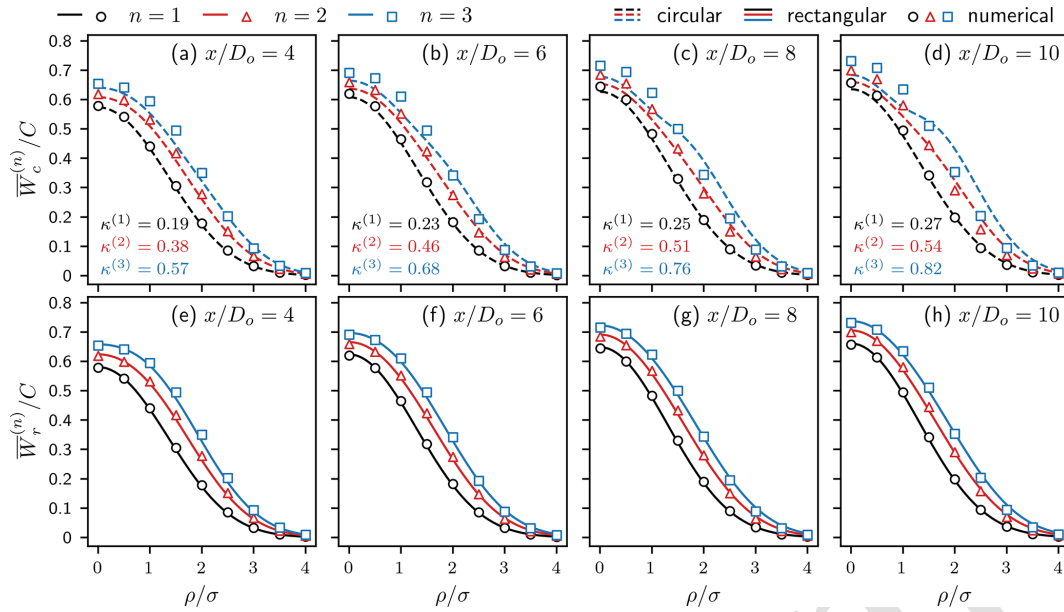 n = 1 n = 2 n = 3 circular rectangular numerical
(a) x/D_o = 4 (b) x/D_o = 6 (c) x/D_o = 8 (d) x/D_o = 10
0.8
0.7
0.6
0.5
0.4
0.3
0.2
0.1
0
W̅_c^(n)/C
κ^(1) = 0.19 κ^(1) = 0.23 κ^(1) = 0.25 κ^(1) = 0.27
κ^(2) = 0.38 κ^(2) = 0.46 κ^(2) = 0.51 κ^(2) = 0.54
κ^(3) = 0.57 κ^(3) = 0.68 κ^(3) = 0.76 κ^(3) = 0.82
(e) x/D_o = 4 (f) x/D_o = 6 (g) x/D_o = 8 (h) x/D_o = 10
0.8
0.7
0.6
0.5
0.4
0.3
0.2
0.1
0
W̅_r^(n)/C
0 1 2 3 4 0 1 2 3 4 0 1 2 3 4 0 1 2 3 4
ρ/σ ρ/σ ρ/σ ρ/σ